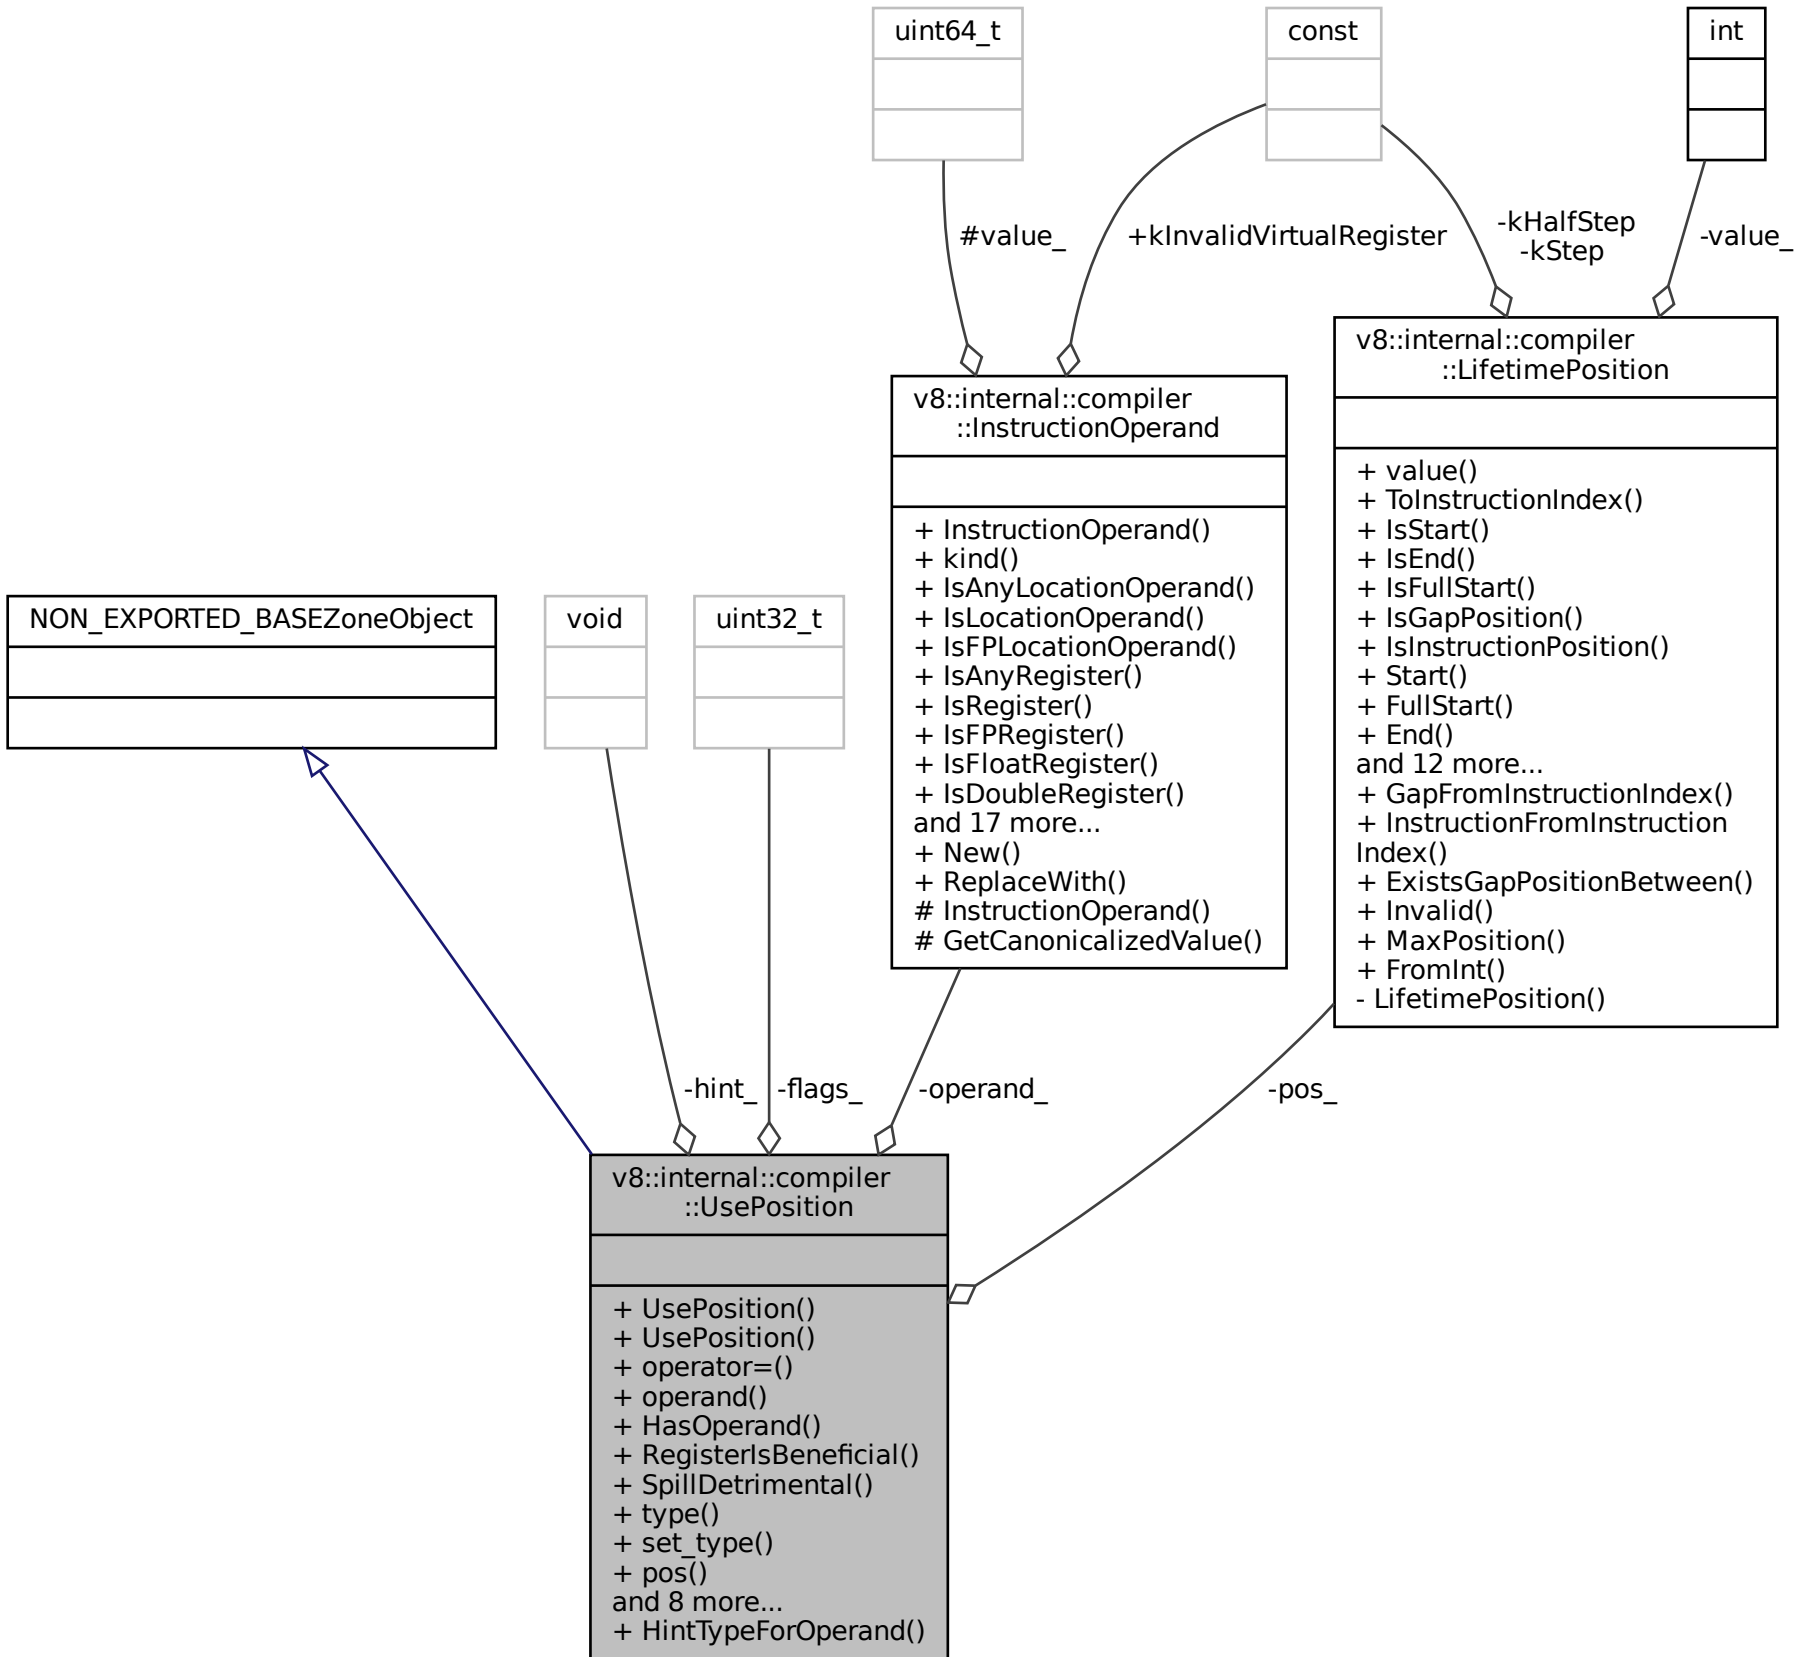 uint64_t
const
int
#value_
+kInvalidVirtualRegister
-kHalfStep
-kStep
-value_
v8::internal::compiler
::LifetimePosition
+ value()
+ ToInstructionIndex()
+ IsStart()
+ IsEnd()
+ IsFullStart()
+ IsGapPosition()
+ IsInstructionPosition()
+ Start()
+ FullStart()
+ End()
and 12 more...
+ GapFromInstructionIndex()
+ InstructionFromInstruction
Index()
+ ExistsGapPositionBetween()
+ Invalid()
+ MaxPosition()
+ FromInt()
- LifetimePosition()
v8::internal::compiler
::InstructionOperand
+ InstructionOperand()
+ kind()
+ IsAnyLocationOperand()
+ IsLocationOperand()
+ IsFPLocationOperand()
+ IsAnyRegister()
+ IsRegister()
+ IsFPRegister()
+ IsFloatRegister()
+ IsDoubleRegister()
and 17 more...
+ New()
+ ReplaceWith()
# InstructionOperand()
# GetCanonicalizedValue()
NON_EXPORTED_BASEZoneObject
void
uint32_t
-hint_
-flags_
-operand_
-pos_
v8::internal::compiler
::UsePosition
+ UsePosition()
+ UsePosition()
+ operator=()
+ operand()
+ HasOperand()
+ RegisterIsBeneficial()
+ SpillDetrimental()
+ type()
+ set_type()
+ pos()
and 8 more...
+ HintTypeForOperand()